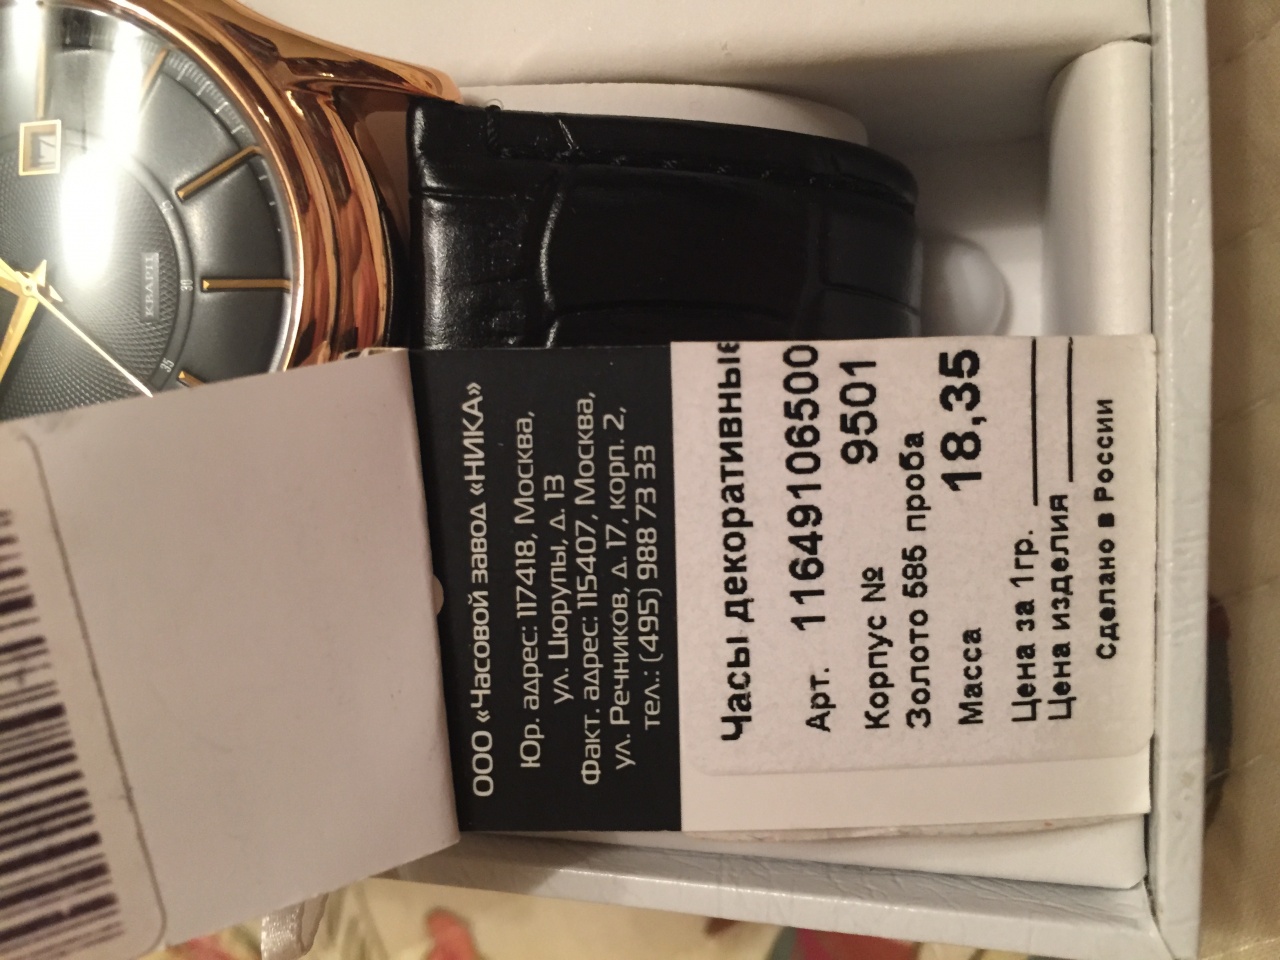 КВАРЦ
30
35
ООО «Часовой завод «НИКА»
Юр. адрес: 117418, Москва,
ул. Цюрупы, д. 13
Факт. адрес: 115407, Москва,
ул. Речников, д. 17, корп. 2,
тел.: (495) 988 73 33
Часы декоративные
Арт. 11649106500
Корпус № 9501
Золото 585 проба
Масса 18,35
Цена за 1гр.
Цена изделия
Сделано в России